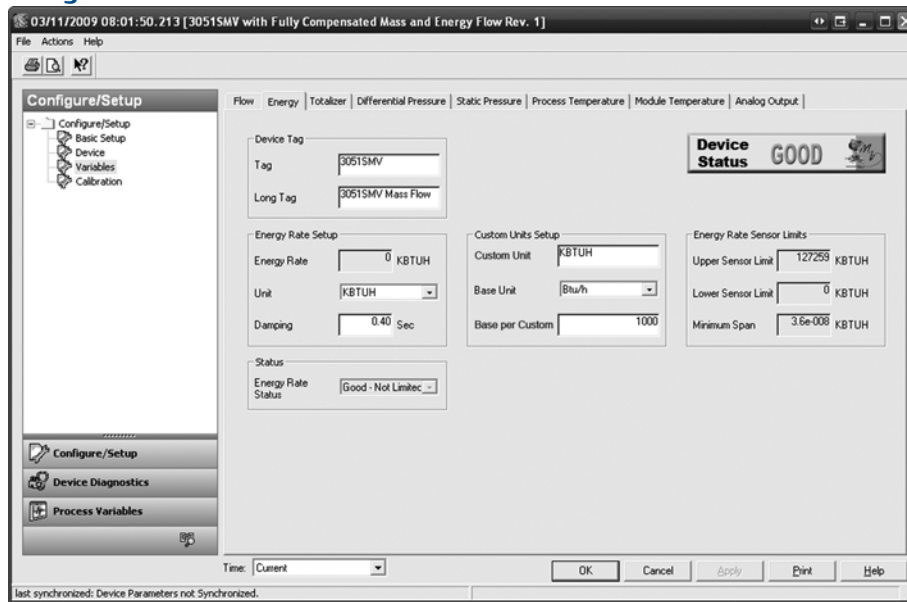 03/11/2009 08:01:50.213 [3051SMV with Fully Compensated Mass and Energy Flow Rev. 1]
File Actions Help
Configure/Setup
Configure/Setup
Basic Setup
Device
Variables
Calibration
Configure/Setup
Device Diagnostics
Process Variables
Flow Energy Totalizer Differential Pressure Static Pressure Process Temperature Module Temperature Analog Output
Device Tag
Tag 3051SMV
Long Tag 3051SMV Mass Flow
Device Status GOOD
Energy Rate Setup
Energy Rate 0 KBTUH
Unit KBTUH
Damping 0.40 Sec
Custom Units Setup
Custom Unit KBTUH
Base Unit Btu/h
Base per Custom 1000
Energy Rate Sensor Limits
Upper Sensor Limit 127259 KBTUH
Lower Sensor Limit 0 KBTUH
Minimum Span 3.6e-008 KBTUH
Status
Energy Rate Status Good - Not Limitec
Time: Current
OK Cancel Apply Print Help
last synchronized: Device Parameters not Synchronized.